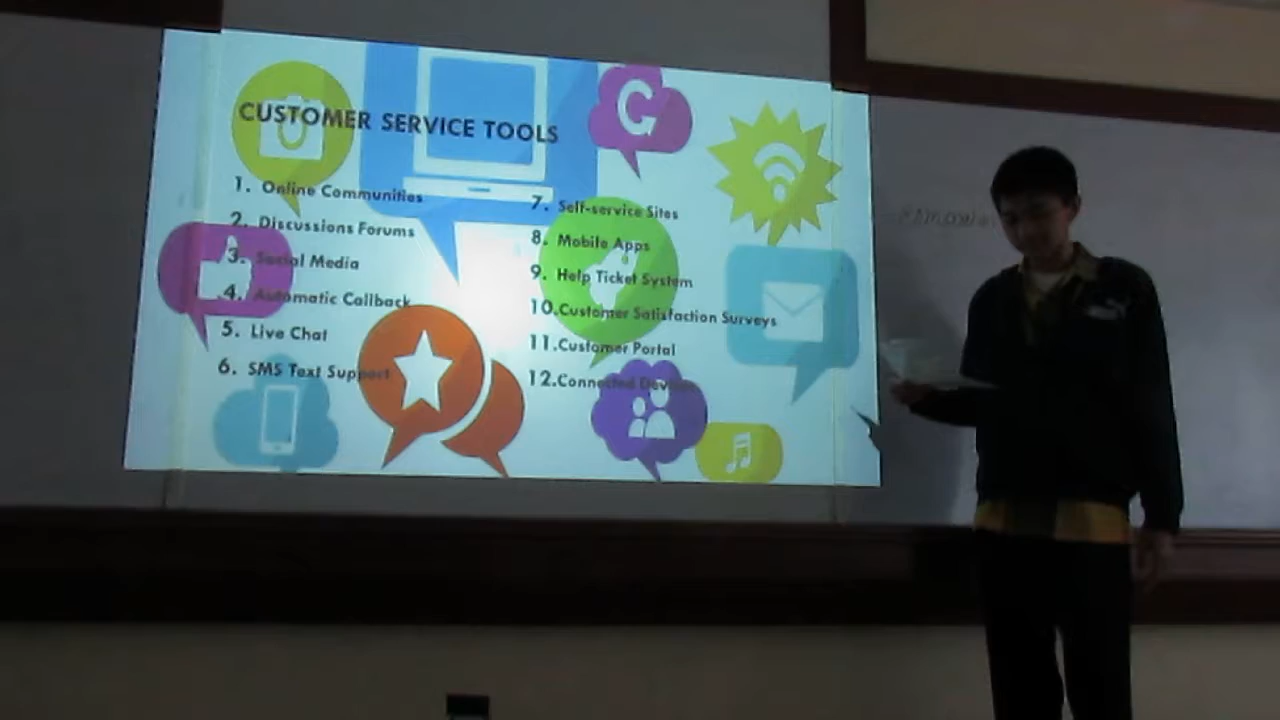 CUSTOMER SERVICE TOOLS
1. Online Communities
2. Discussions Forums
3. Social Media
4. Automatic Callback
5. Live Chat
6. SMS Text Support
7. Self-service Sites
8. Mobile Apps
9. Help Ticket System
10.Customer Satisfaction Surveys
11.Customer Portal
12.Connected Devices